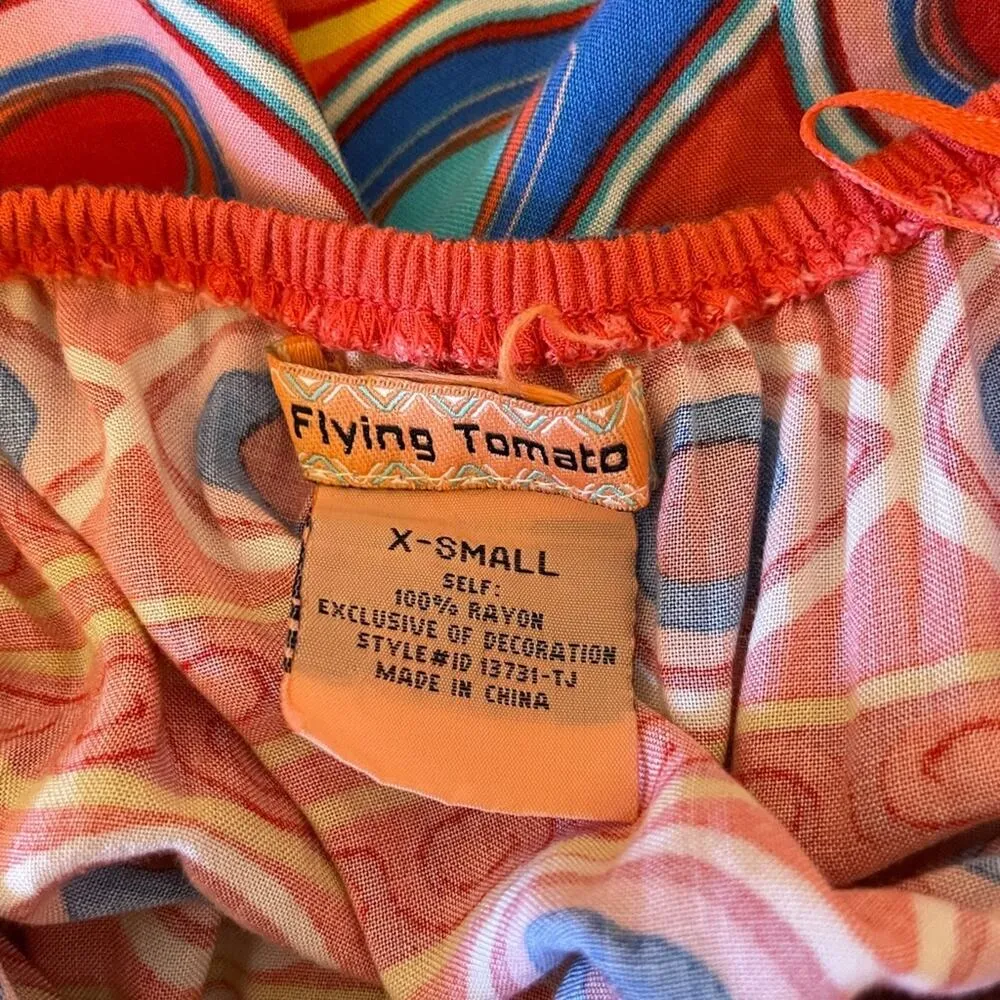 Flying Tomato
X-SMALL
SELF:
100% RAYON
EXCLUSIVE OF DECORATION
STYLE#ID 13731-TJ
MADE IN CHINA